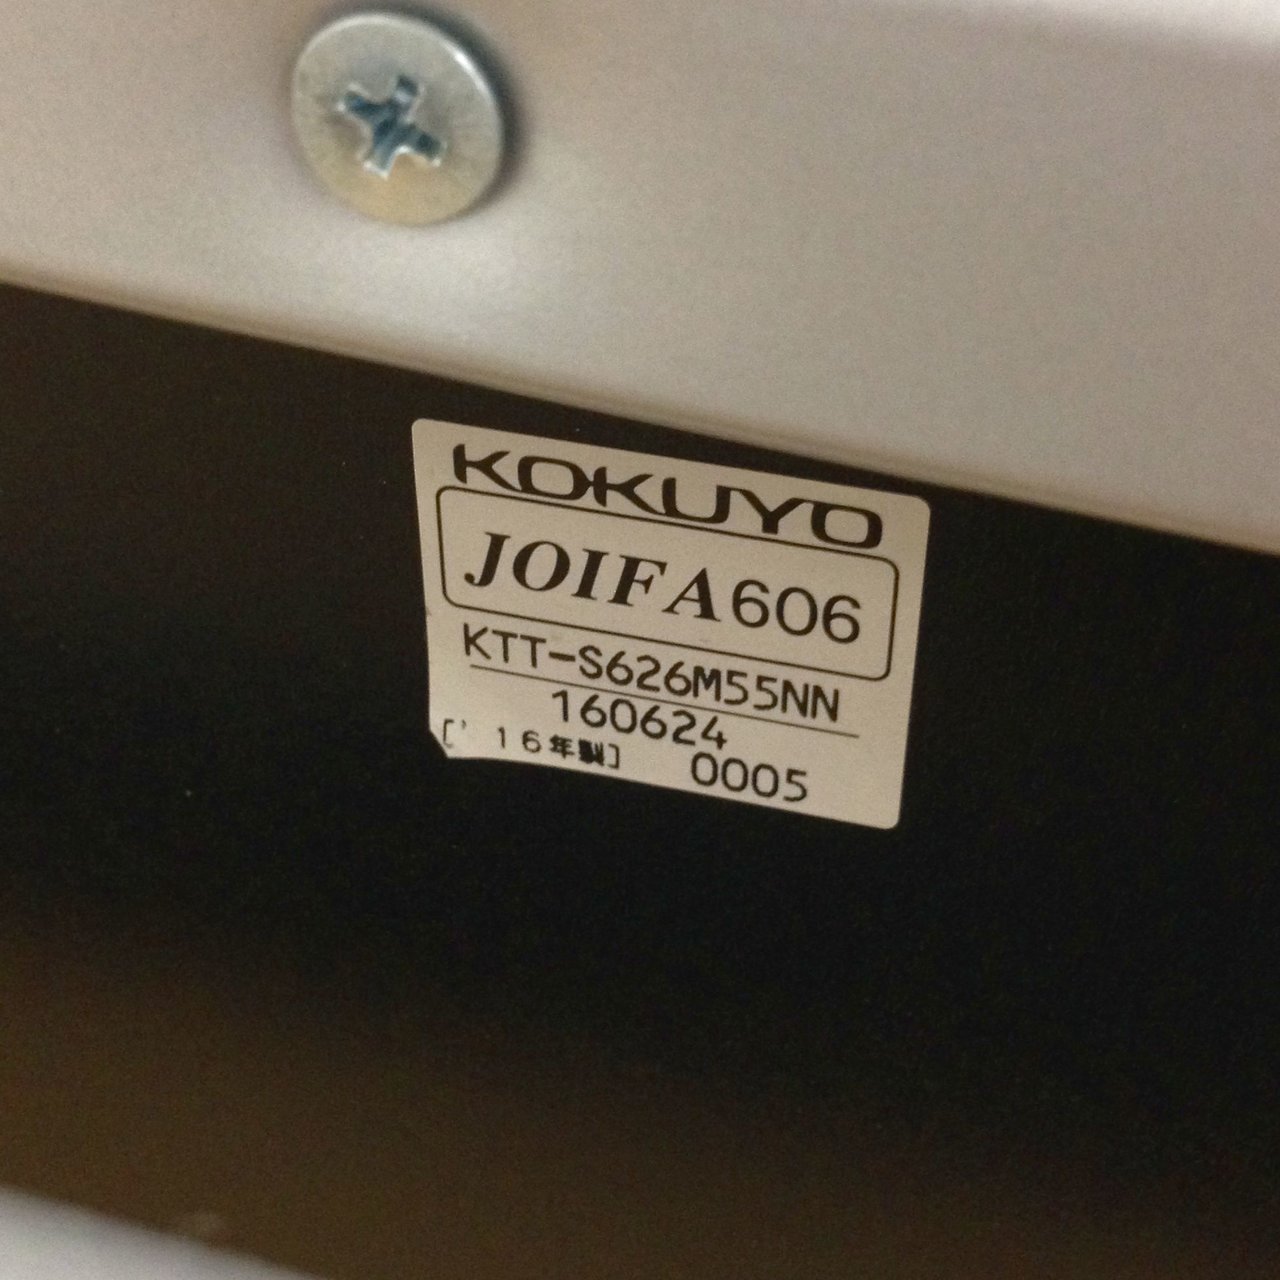 KOKUYO
JOIFA606
KTT-S626M55NN
160624
['16年製] 0005